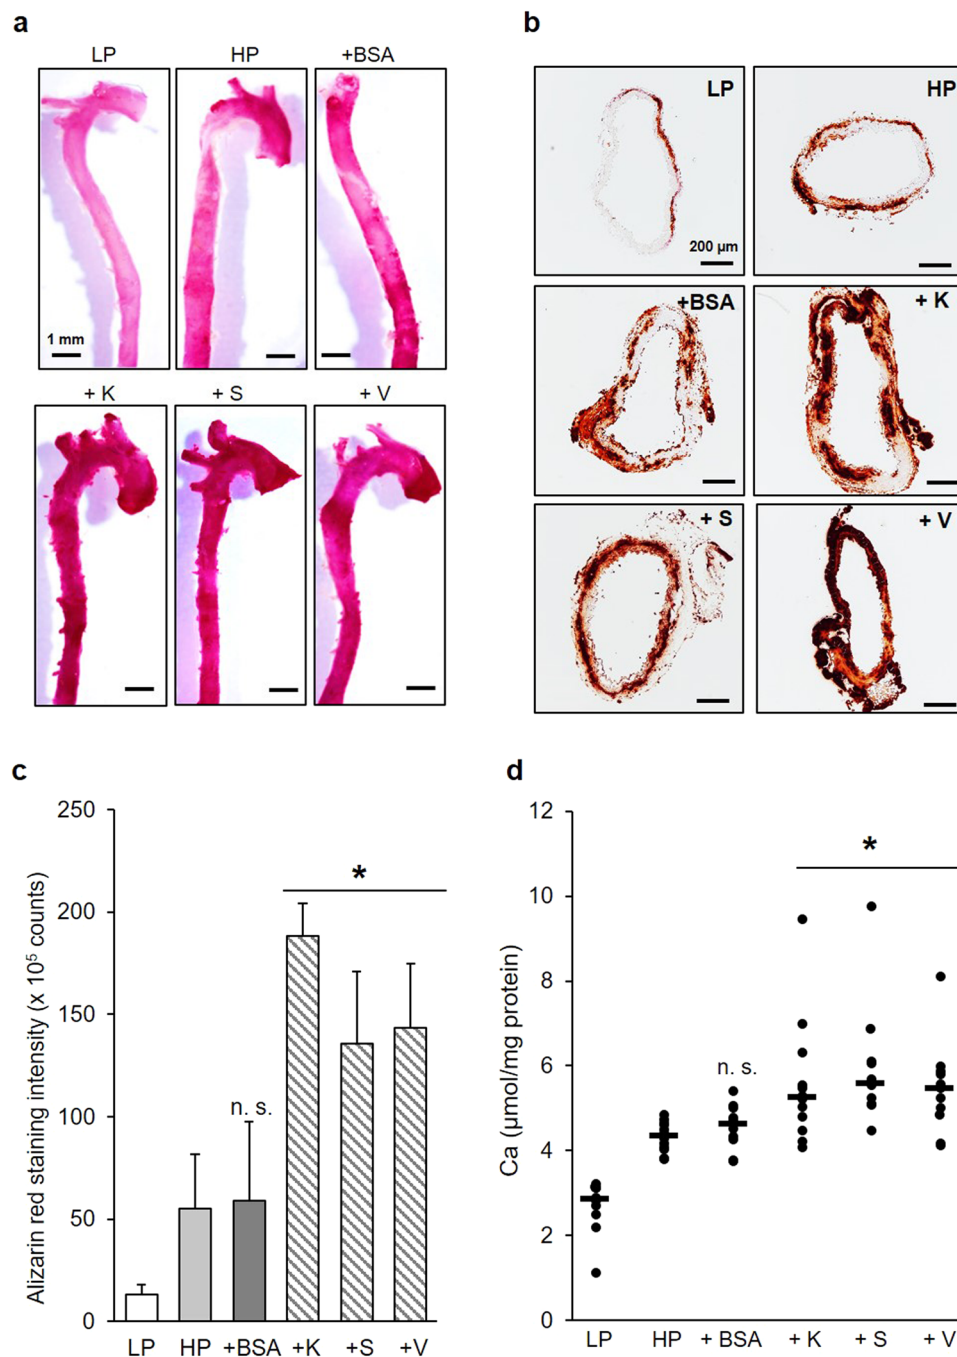 a
LP HP +BSA
1 mm
+ K + S + V
b
LP
200 µm
HP
+BSA
+ K
+ S
+ V
c
Alizarin red staining intensity (x 10⁵ counts)
250
200
150
100
50
0
*
n. s.
LP HP +BSA +K +S +V
d
Ca (µmol/mg protein)
12
10
8
6
4
2
0
*
n. s.
LP HP + BSA + K + S + V